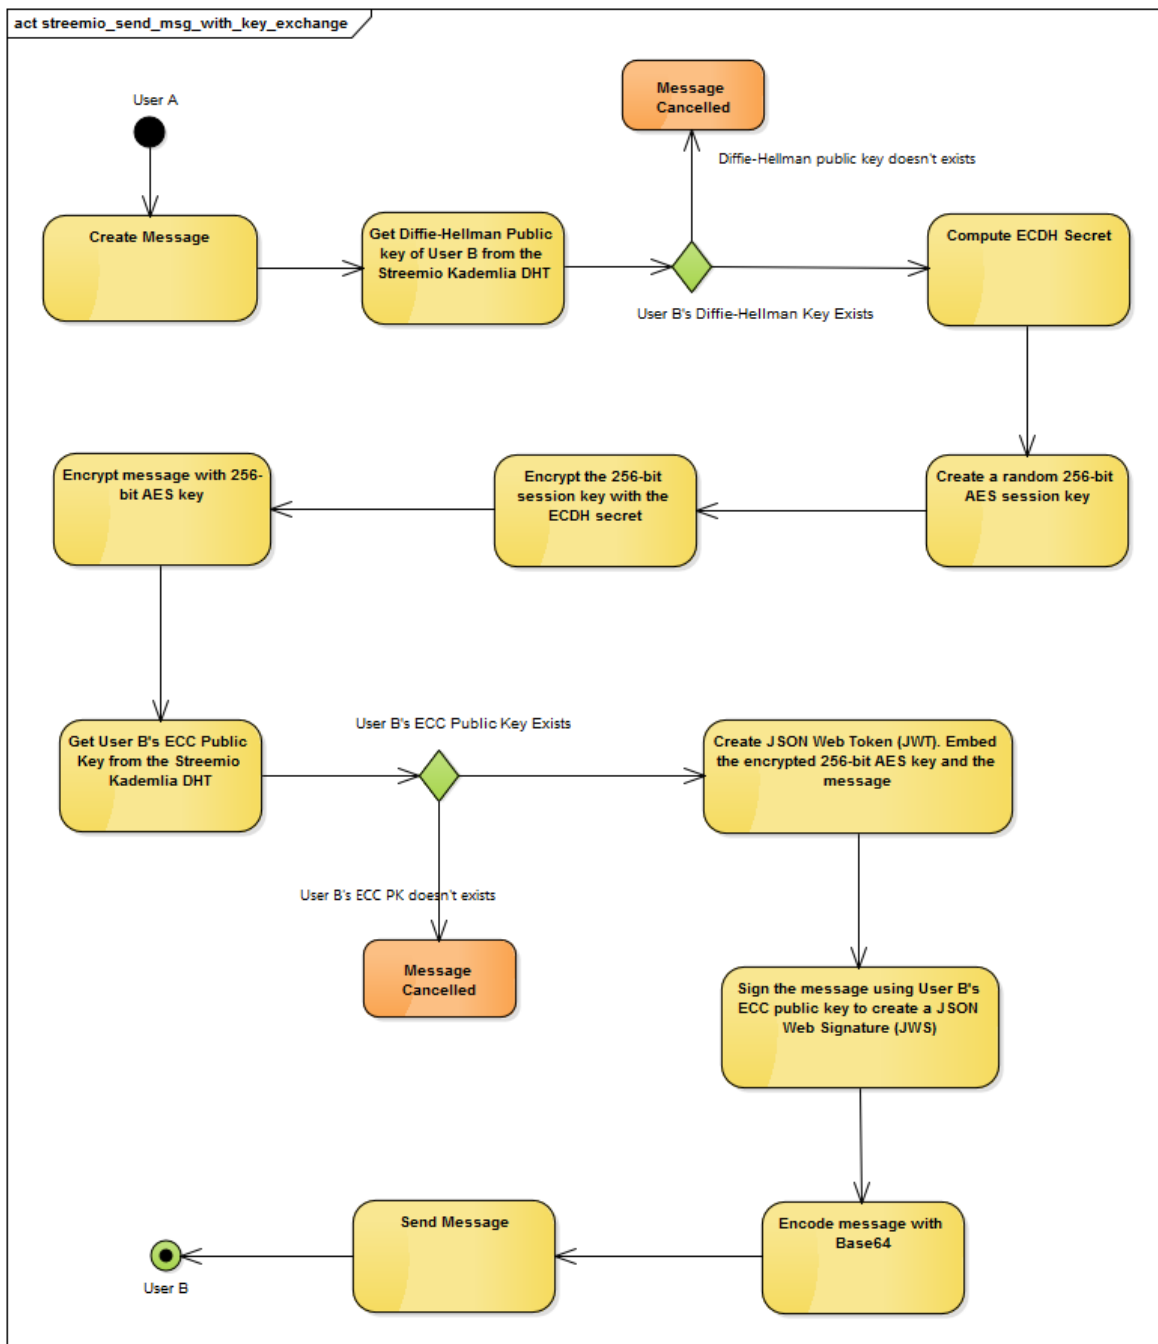 act streemio_send_msg_with_key_exchange
User A
Message
Cancelled
Diffie-Hellman public key doesn't exists
Create Message
Get Diffie-Hellman Public
key of User B from the
Streemio Kademlia DHT
User B's Diffie-Hellman Key Exists
Compute ECDH Secret
Encrypt message with 256-
bit AES key
Encrypt the 256-bit
session key with the
ECDH secret
Create a random 256-bit
AES session key
Get User B's ECC Public
Key from the Streemio
Kademlia DHT
User B's ECC Public Key Exists
Create JSON Web Token (JWT). Embed
the encrypted 256-bit AES key and the
message
User B's ECC PK doesn't exists
Message
Cancelled
Sign the message using User B's
ECC public key to create a JSON
Web Signature (JWS)
Encode message with
Base64
Send Message
User B